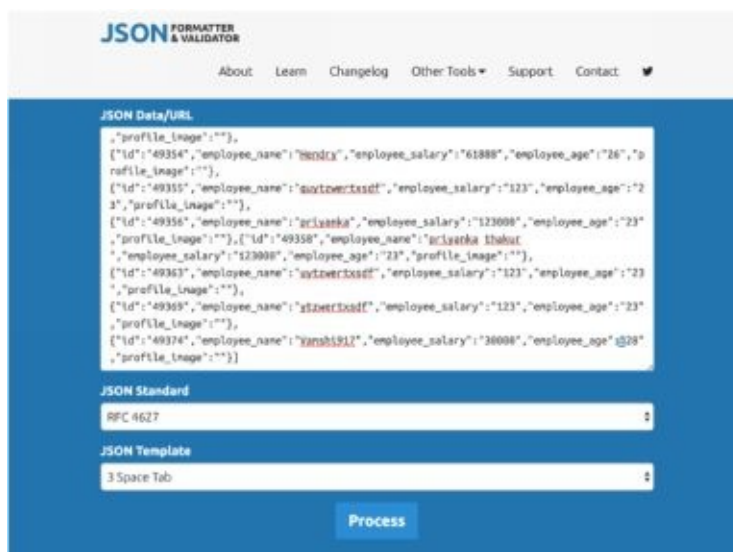 JSON FORMATTER
& VALIDATOR
About Learn Changelog Other Tools Support Contact
JSON Data/URL
,"profile_image":""},
{"id":"49354","employee_name":"Hendry","employee_salary":"61888","employee_age":"26","p
rofile_image":""},
{"id":"49355","employee_name":"quytzwertxsdf","employee_salary":"123","employee_age":"2
3","profile_image":""},
{"id":"49356","employee_name":"priyanka","employee_salary":"123000","employee_age":"23"
,"profile_image":""},{"id":"49358","employee_name":"priyanka thakur
","employee_salary":"123000","employee_age":"23","profile_image":""},
{"id":"49363","employee_name":"uytzwertxsdf","employee_salary":"123","employee_age":"23
","profile_image":""},
{"id":"49369","employee_name":"ytzwertxsdf","employee_salary":"123","employee_age":"23"
,"profile_image":""},
{"id":"49374","employee_name":"Vanshi917","employee_salary":"30000","employee_age"
,"profile_image":""}]
JSON Standard
RFC 4627
JSON Template
3 Space Tab
Process